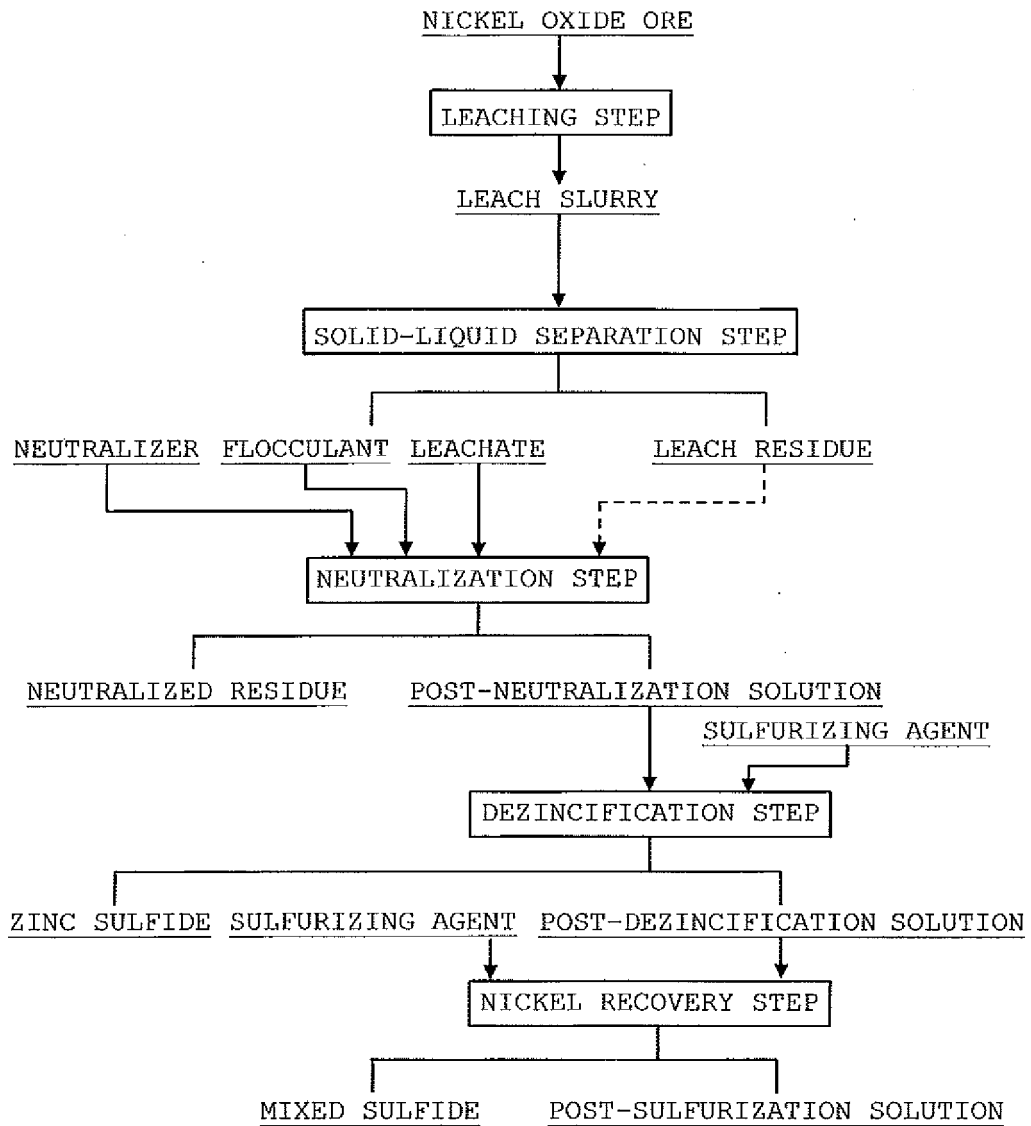 NICKEL OXIDE ORE
LEACHING STEP
LEACH SLURRY
SOLID-LIQUID SEPARATION STEP
NEUTRALIZER FLOCCULANT LEACHATE LEACH RESIDUE
NEUTRALIZATION STEP
NEUTRALIZED RESIDUE POST-NEUTRALIZATION SOLUTION
SULFURIZING AGENT
DEZINCIFICATION STEP
ZINC SULFIDE SULFURIZING AGENT POST-DEZINCIFICATION SOLUTION
NICKEL RECOVERY STEP
MIXED SULFIDE POST-SULFURIZATION SOLUTION